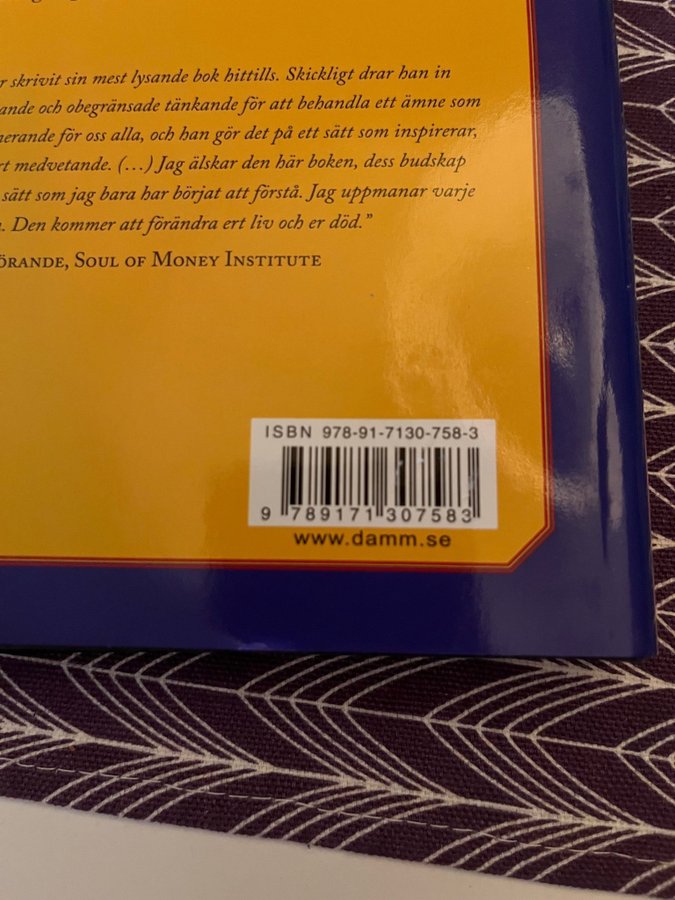 r skrivit sin mest lysande bok hittills. Skickligt drar han in
ande och obegränsade tänkande för att behandla ett ämne som
nerande för oss alla, och han gör det på ett sätt som inspirerar,
rt medvetande. (…) Jag älskar den här boken, dess budskap
sätt som jag bara har börjat att förstå. Jag uppmanar varje
. Den kommer att förändra ert liv och er död.”
ÖRANDE, SOUL OF MONEY INSTITUTE
ISBN 978-91-7130-758-3
9 789171 307583
www.damm.se